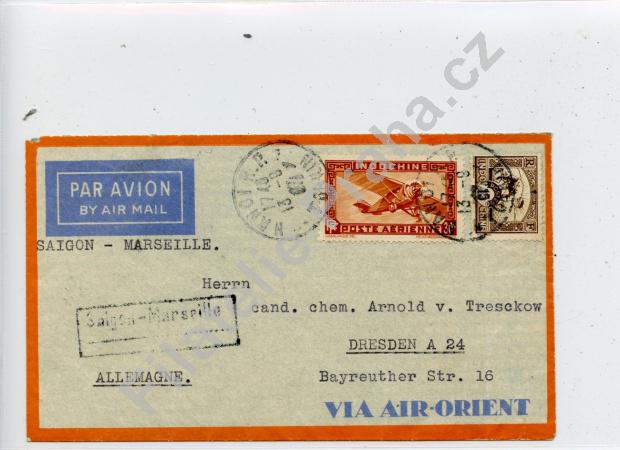 PAR AVION
BY AIR MAIL
INDOCHINE
POSTE AERIENNE
SAIGON - MARSEILLE.
Herrn
Saigon-Marseille
cand. chem. Arnold v. Tresckow
DRESDEN A 24
ALLEMAGNE.
Bayreuther Str. 16
VIA AIR-ORIENT